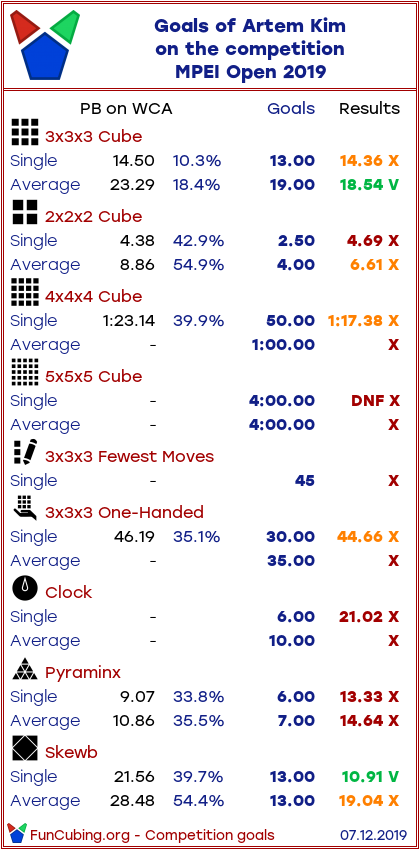 Goals of Artem Kim
on the competition
MPEI Open 2019
PB on WCA Goals Results
3x3x3 Cube
Single 14.50 10.3% 13.00 14.36 X
Average 23.29 18.4% 19.00 18.54 V
2x2x2 Cube
Single 4.38 42.9% 2.50 4.69 X
Average 8.86 54.9% 4.00 6.61 X
4x4x4 Cube
Single 1:23.14 39.9% 50.00 1:17.38 X
Average - 1:00.00 X
5x5x5 Cube
Single - 4:00.00 DNF X
Average - 4:00.00 X
3x3x3 Fewest Moves
Single - 45 X
3x3x3 One-Handed
Single 46.19 35.1% 30.00 44.66 X
Average - 35.00 X
Clock
Single - 6.00 21.02 X
Average - 10.00 X
Pyraminx
Single 9.07 33.8% 6.00 13.33 X
Average 10.86 35.5% 7.00 14.64 X
Skewb
Single 21.56 39.7% 13.00 10.91 V
Average 28.48 54.4% 13.00 19.04 X
FunCubing.org - Competition goals 07.12.2019